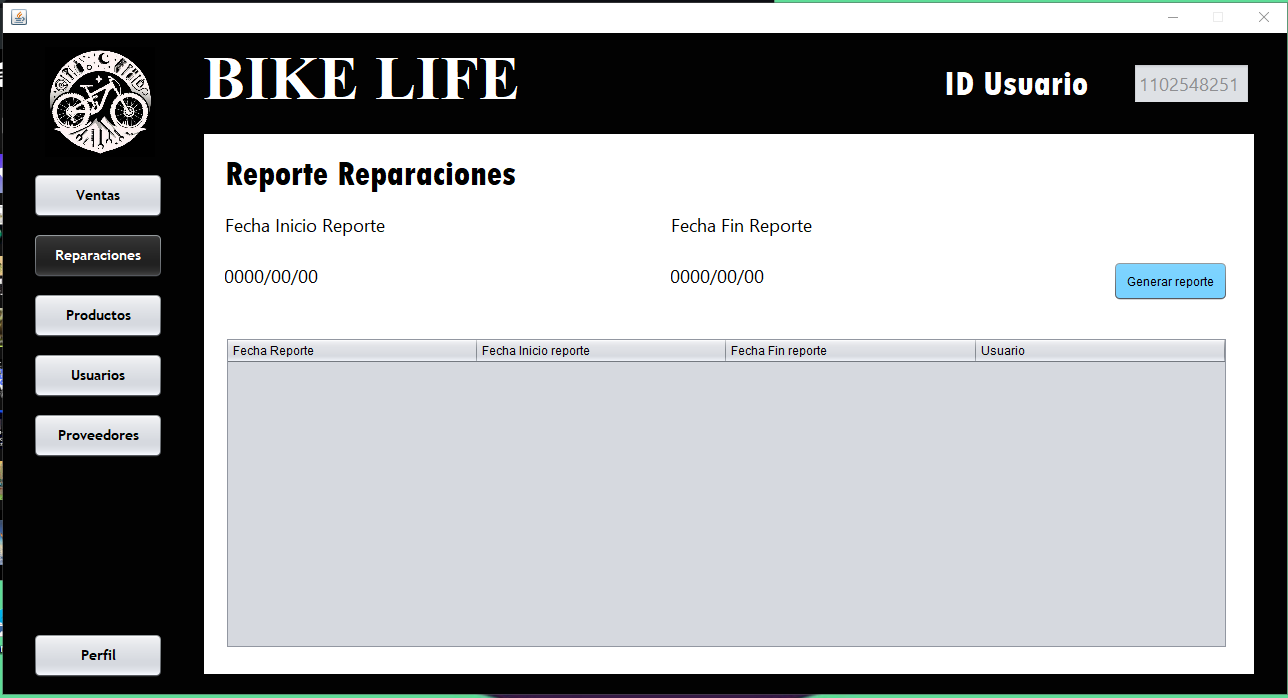 BIKE LIFE
ID Usuario
1102548251
Ventas
Reparaciones
Productos
Usuarios
Proveedores
Perfil
Reporte Reparaciones
Fecha Inicio Reporte
Fecha Fin Reporte
0000/00/00
0000/00/00
Generar reporte
Fecha Reporte
Fecha Inicio reporte
Fecha Fin reporte
Usuario